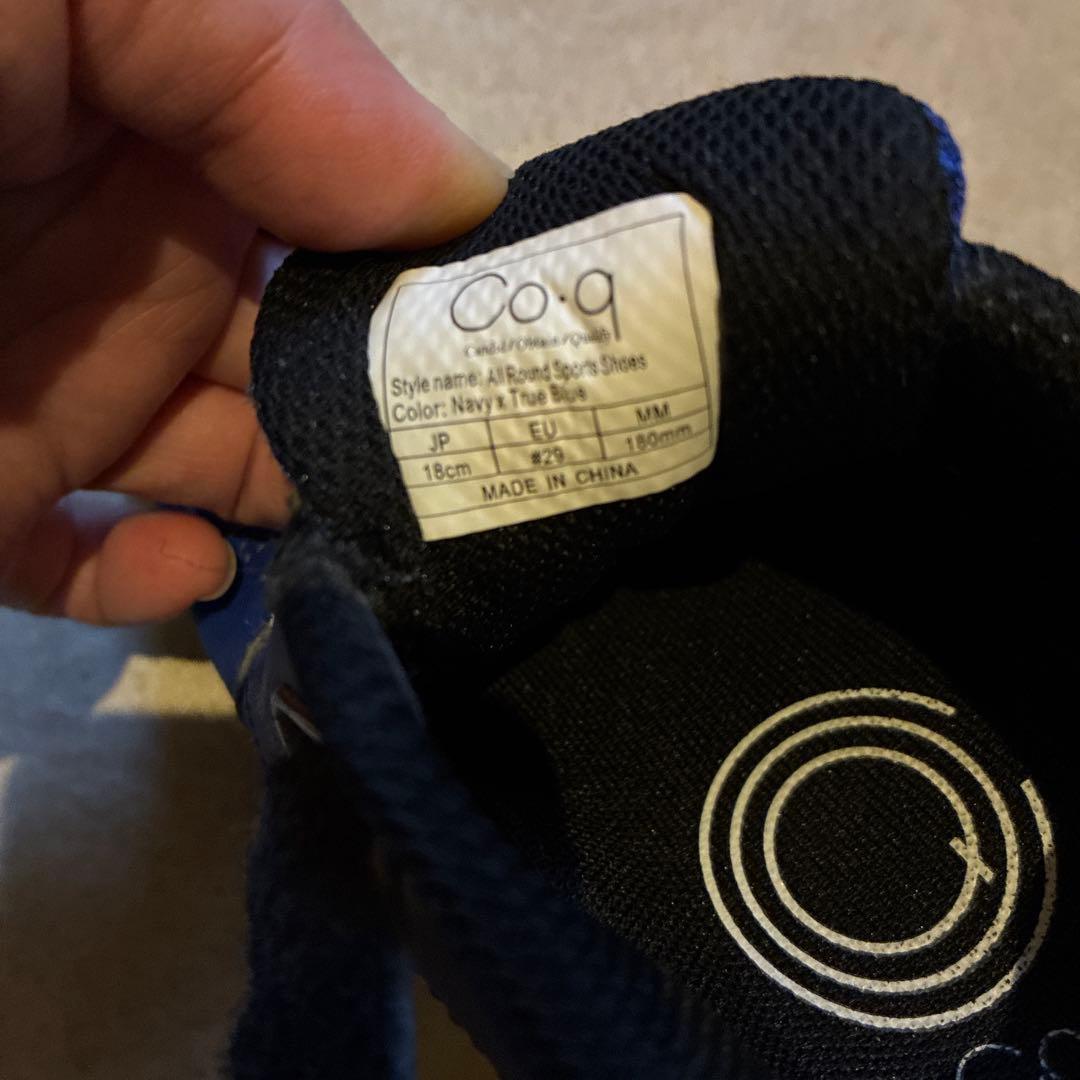 Co·q
Style name: All Round Sports Shoes
Color: Navy x True Blue
JP EU MM
18cm #29 180mm
MADE IN CHINA